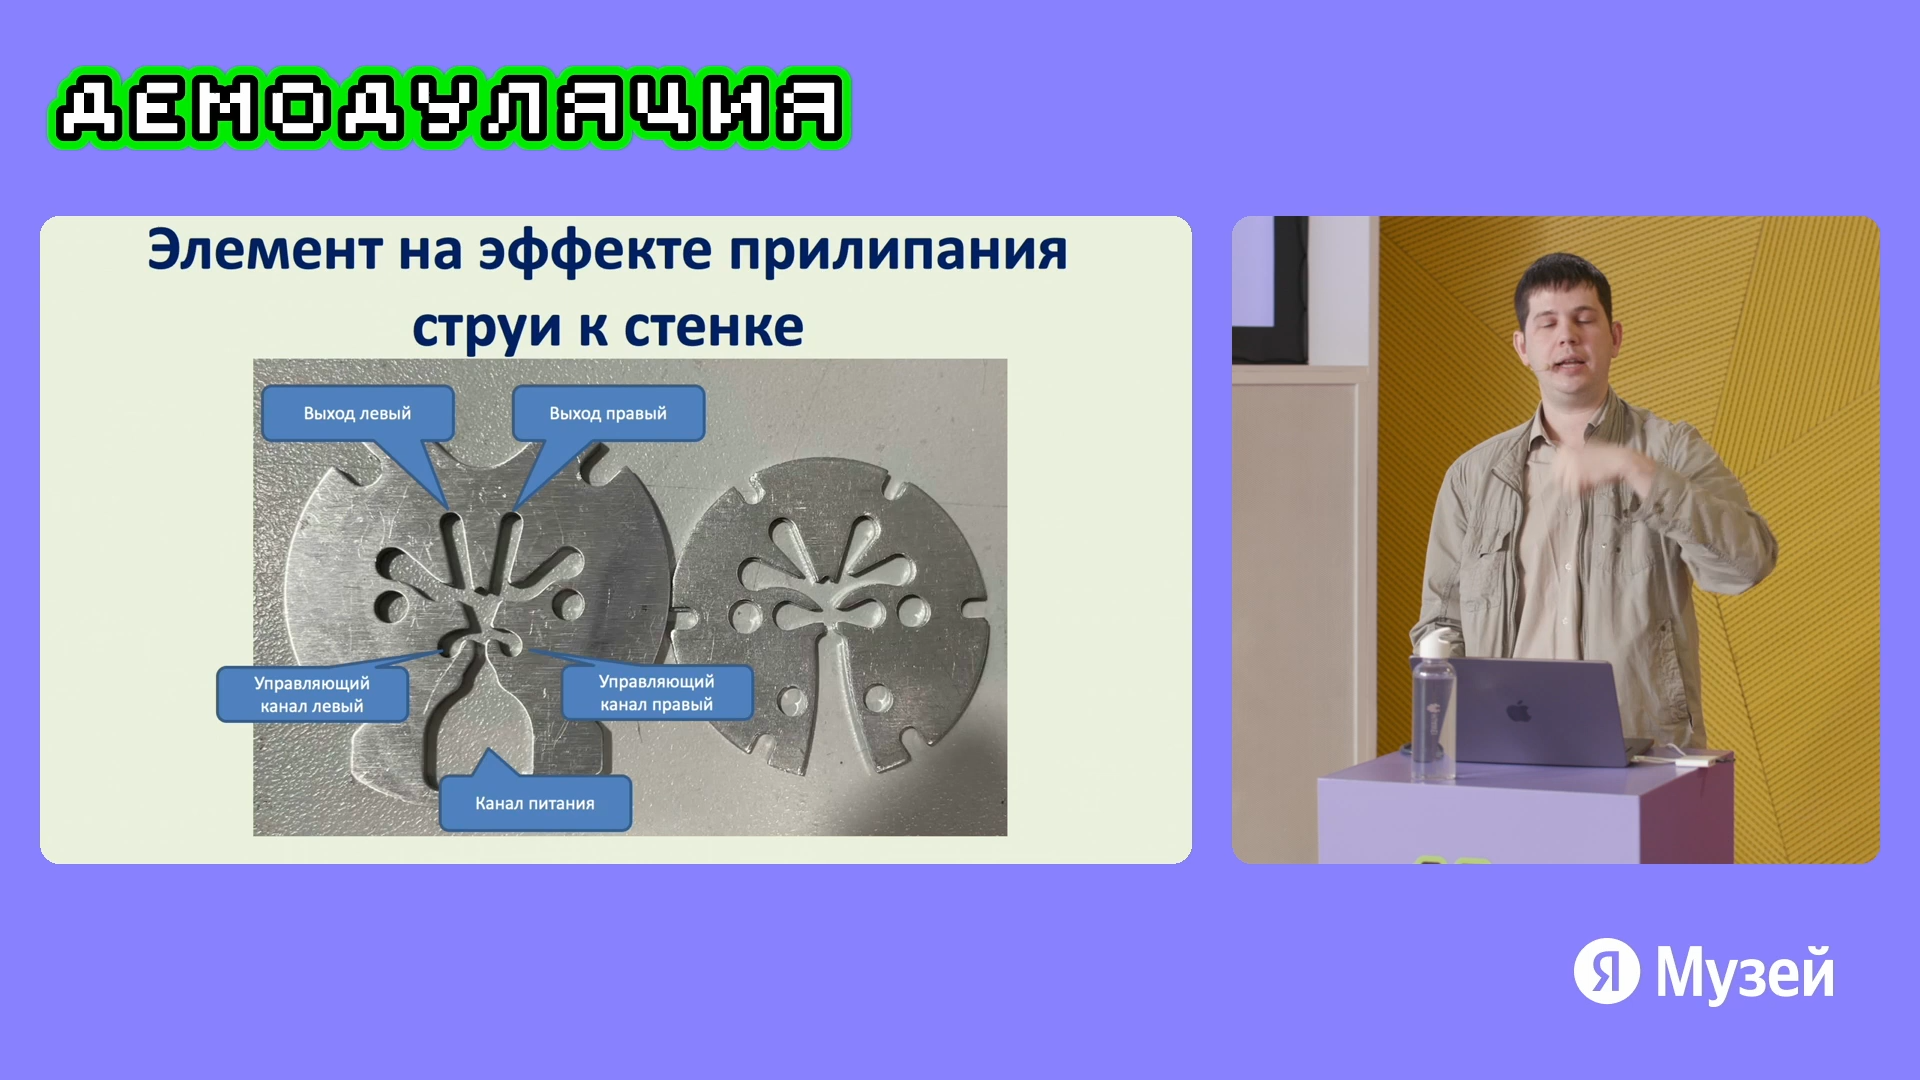 ДЕМОДУЛЯЦИЯ
Элемент на эффекте прилипания
струи к стенке
Выход левый
Выход правый
Управляющий
канал левый
Управляющий
канал правый
Канал питания
Я Музей